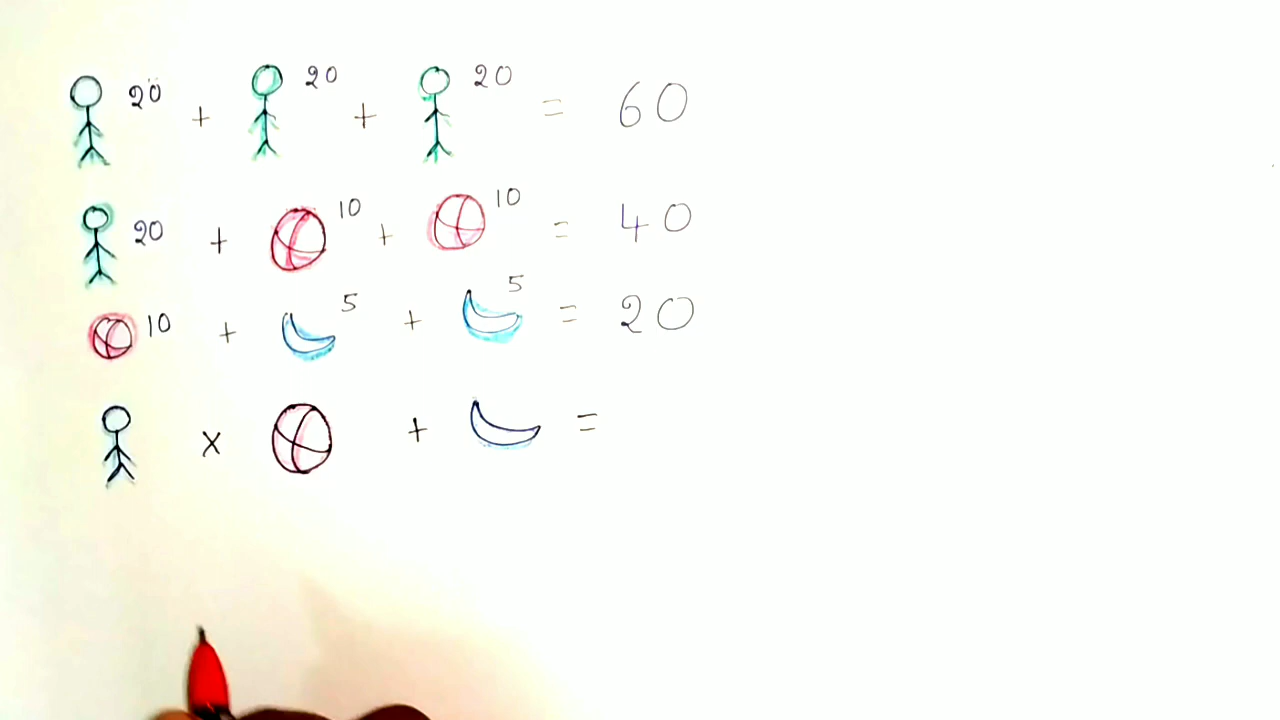 20 + 20 + 20 = 60
20 + 10 + 10 = 40
10 + 5 + 5 = 20
x + =